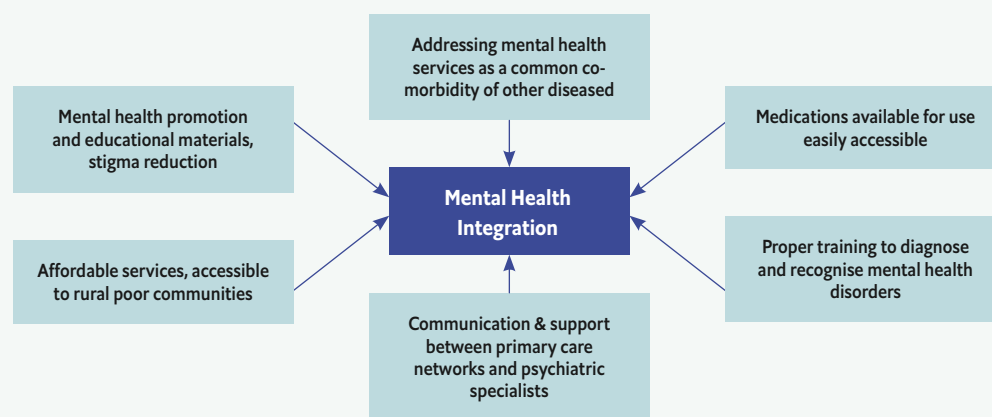 Addressing mental health
services as a common co-
morbidity of other diseased
Mental health promotion
and educational materials,
stigma reduction
Medications available for use
easily accessible
Mental Health
Integration
Affordable services, accessible
to rural poor communities
Proper training to diagnose
and recognise mental health
disorders
Communication & support
between primary care
networks and psychiatric
specialists